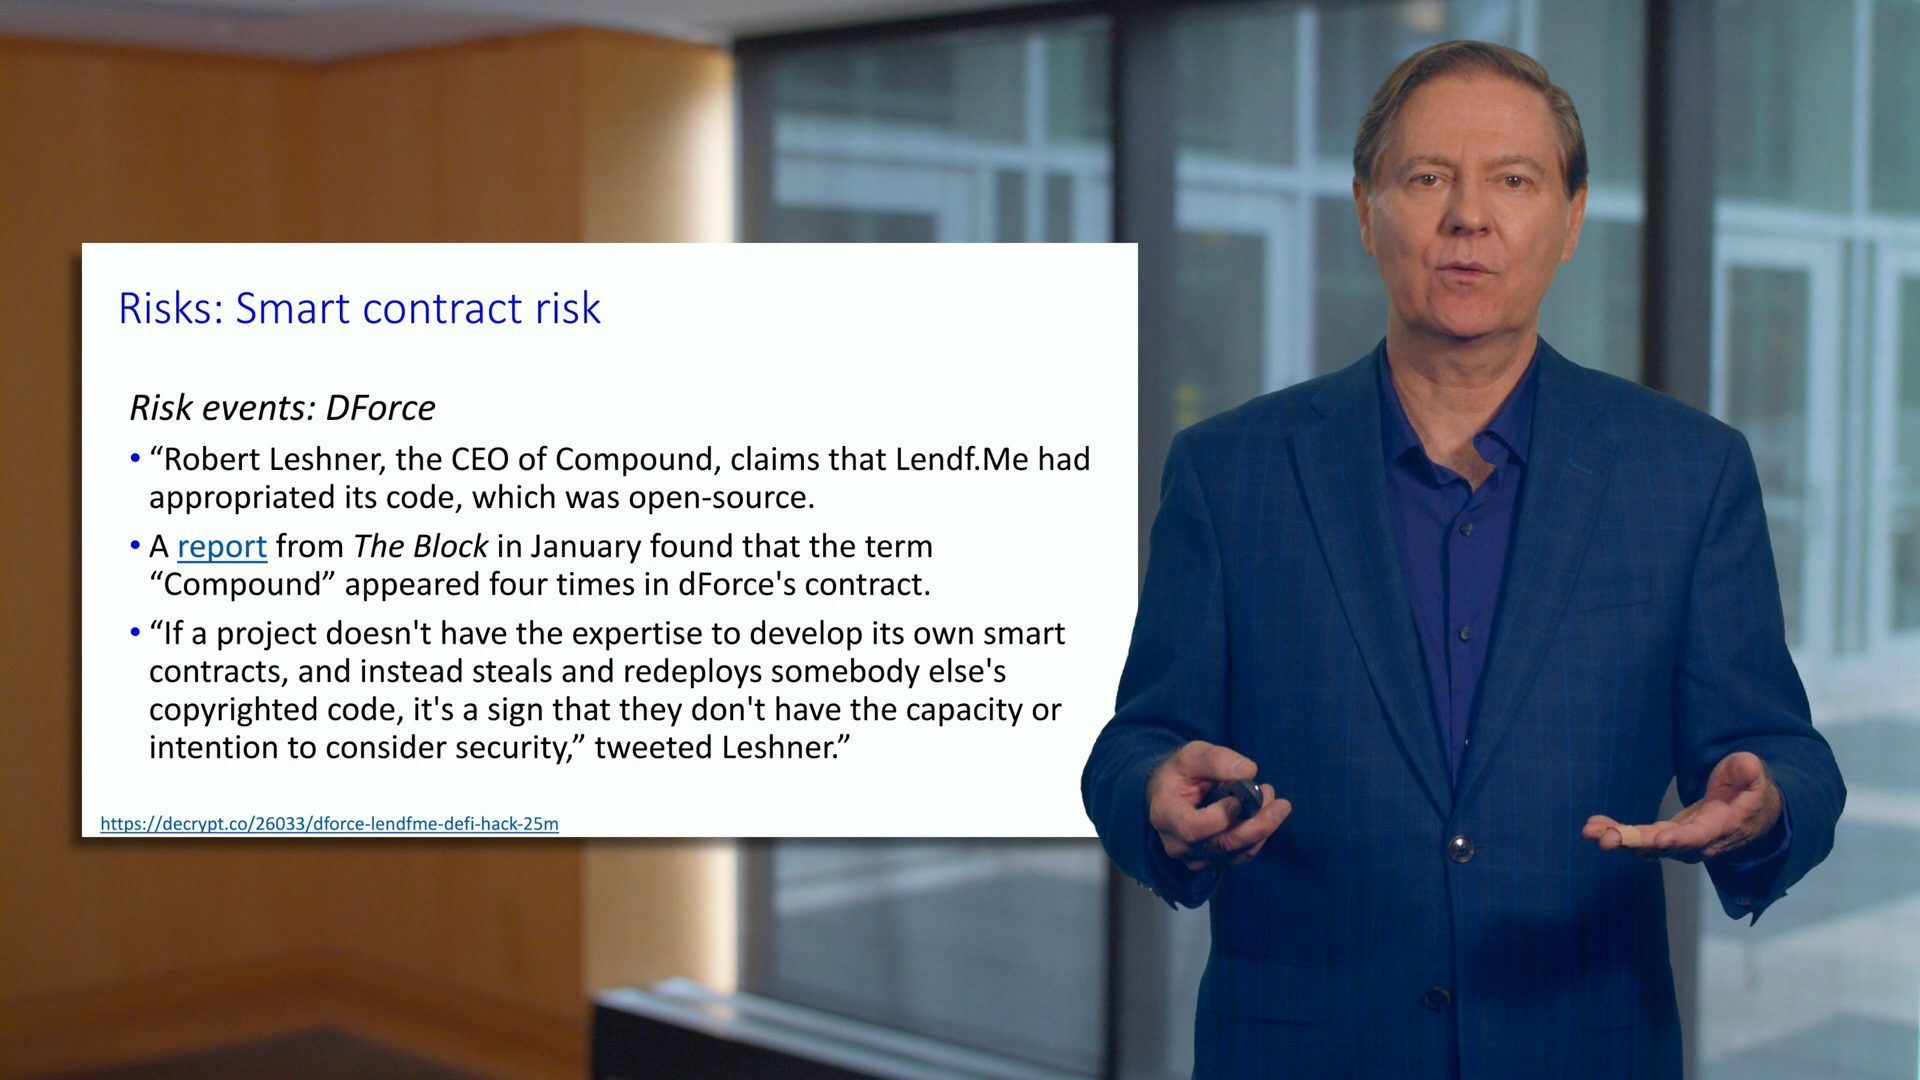 Risks: Smart contract risk
Risk events: DForce
• “Robert Leshner, the CEO of Compound, claims that Lendf.Me had
appropriated its code, which was open-source.
• A report from The Block in January found that the term
“Compound” appeared four times in dForce's contract.
• “If a project doesn't have the expertise to develop its own smart
contracts, and instead steals and redeploys somebody else's
copyrighted code, it's a sign that they don't have the capacity or
intention to consider security,” tweeted Leshner.”
https://decrypt.co/26033/dforce-lendfme-defi-hack-25m